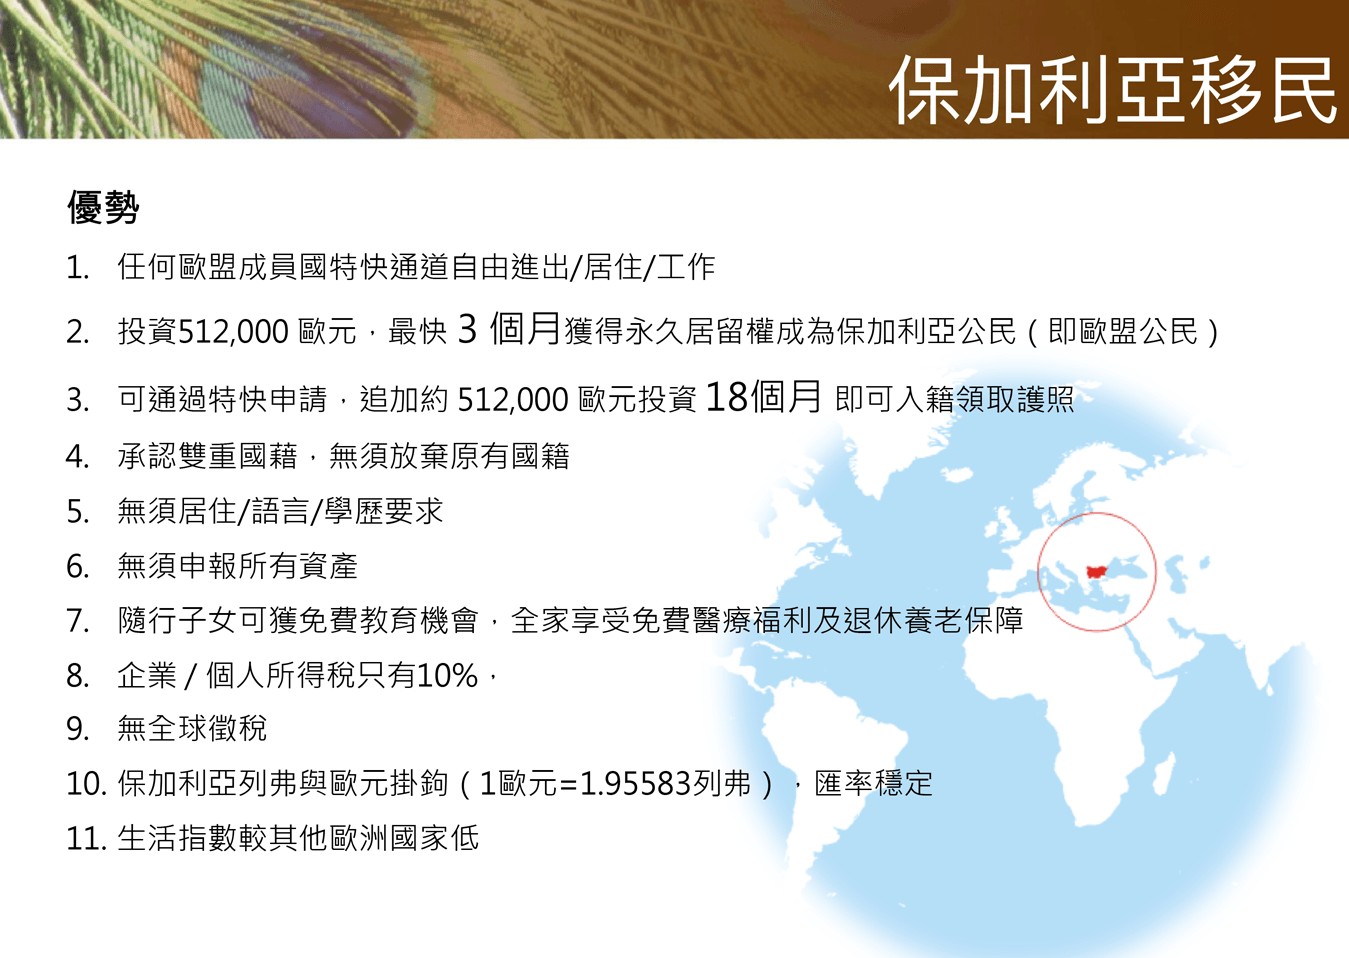 保加利亞移民
優勢
1. 任何歐盟成員國特快通道自由進出/居住/工作
2. 投資512,000 歐元，最快 3 個月獲得永久居留權成為保加利亞公民（即歐盟公民）
3. 可通過特快申請，追加約 512,000 歐元投資 18個月 即可入籍領取護照
4. 承認雙重國藉，無須放棄原有國籍
5. 無須居住/語言/學歷要求
6. 無須申報所有資產
7. 隨行子女可獲免費教育機會，全家享受免費醫療福利及退休養老保障
8. 企業 / 個人所得稅只有10%，
9. 無全球徵稅
10. 保加利亞列弗與歐元掛鉤（1歐元=1.95583列弗），匯率穩定
11. 生活指數較其他歐洲國家低